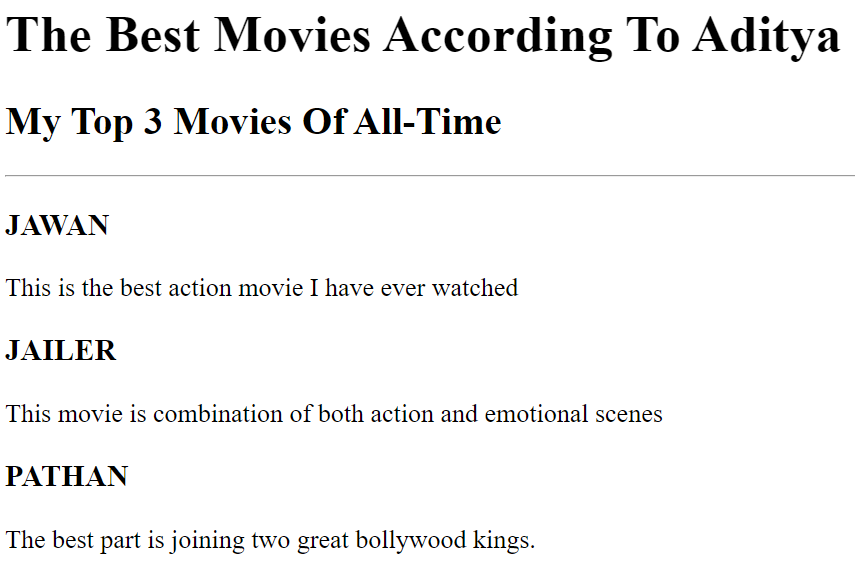 The Best Movies According To Aditya
My Top 3 Movies Of All-Time
JAWAN
This is the best action movie I have ever watched
JAILER
This movie is combination of both action and emotional scenes
PATHAN
The best part is joining two great bollywood kings.